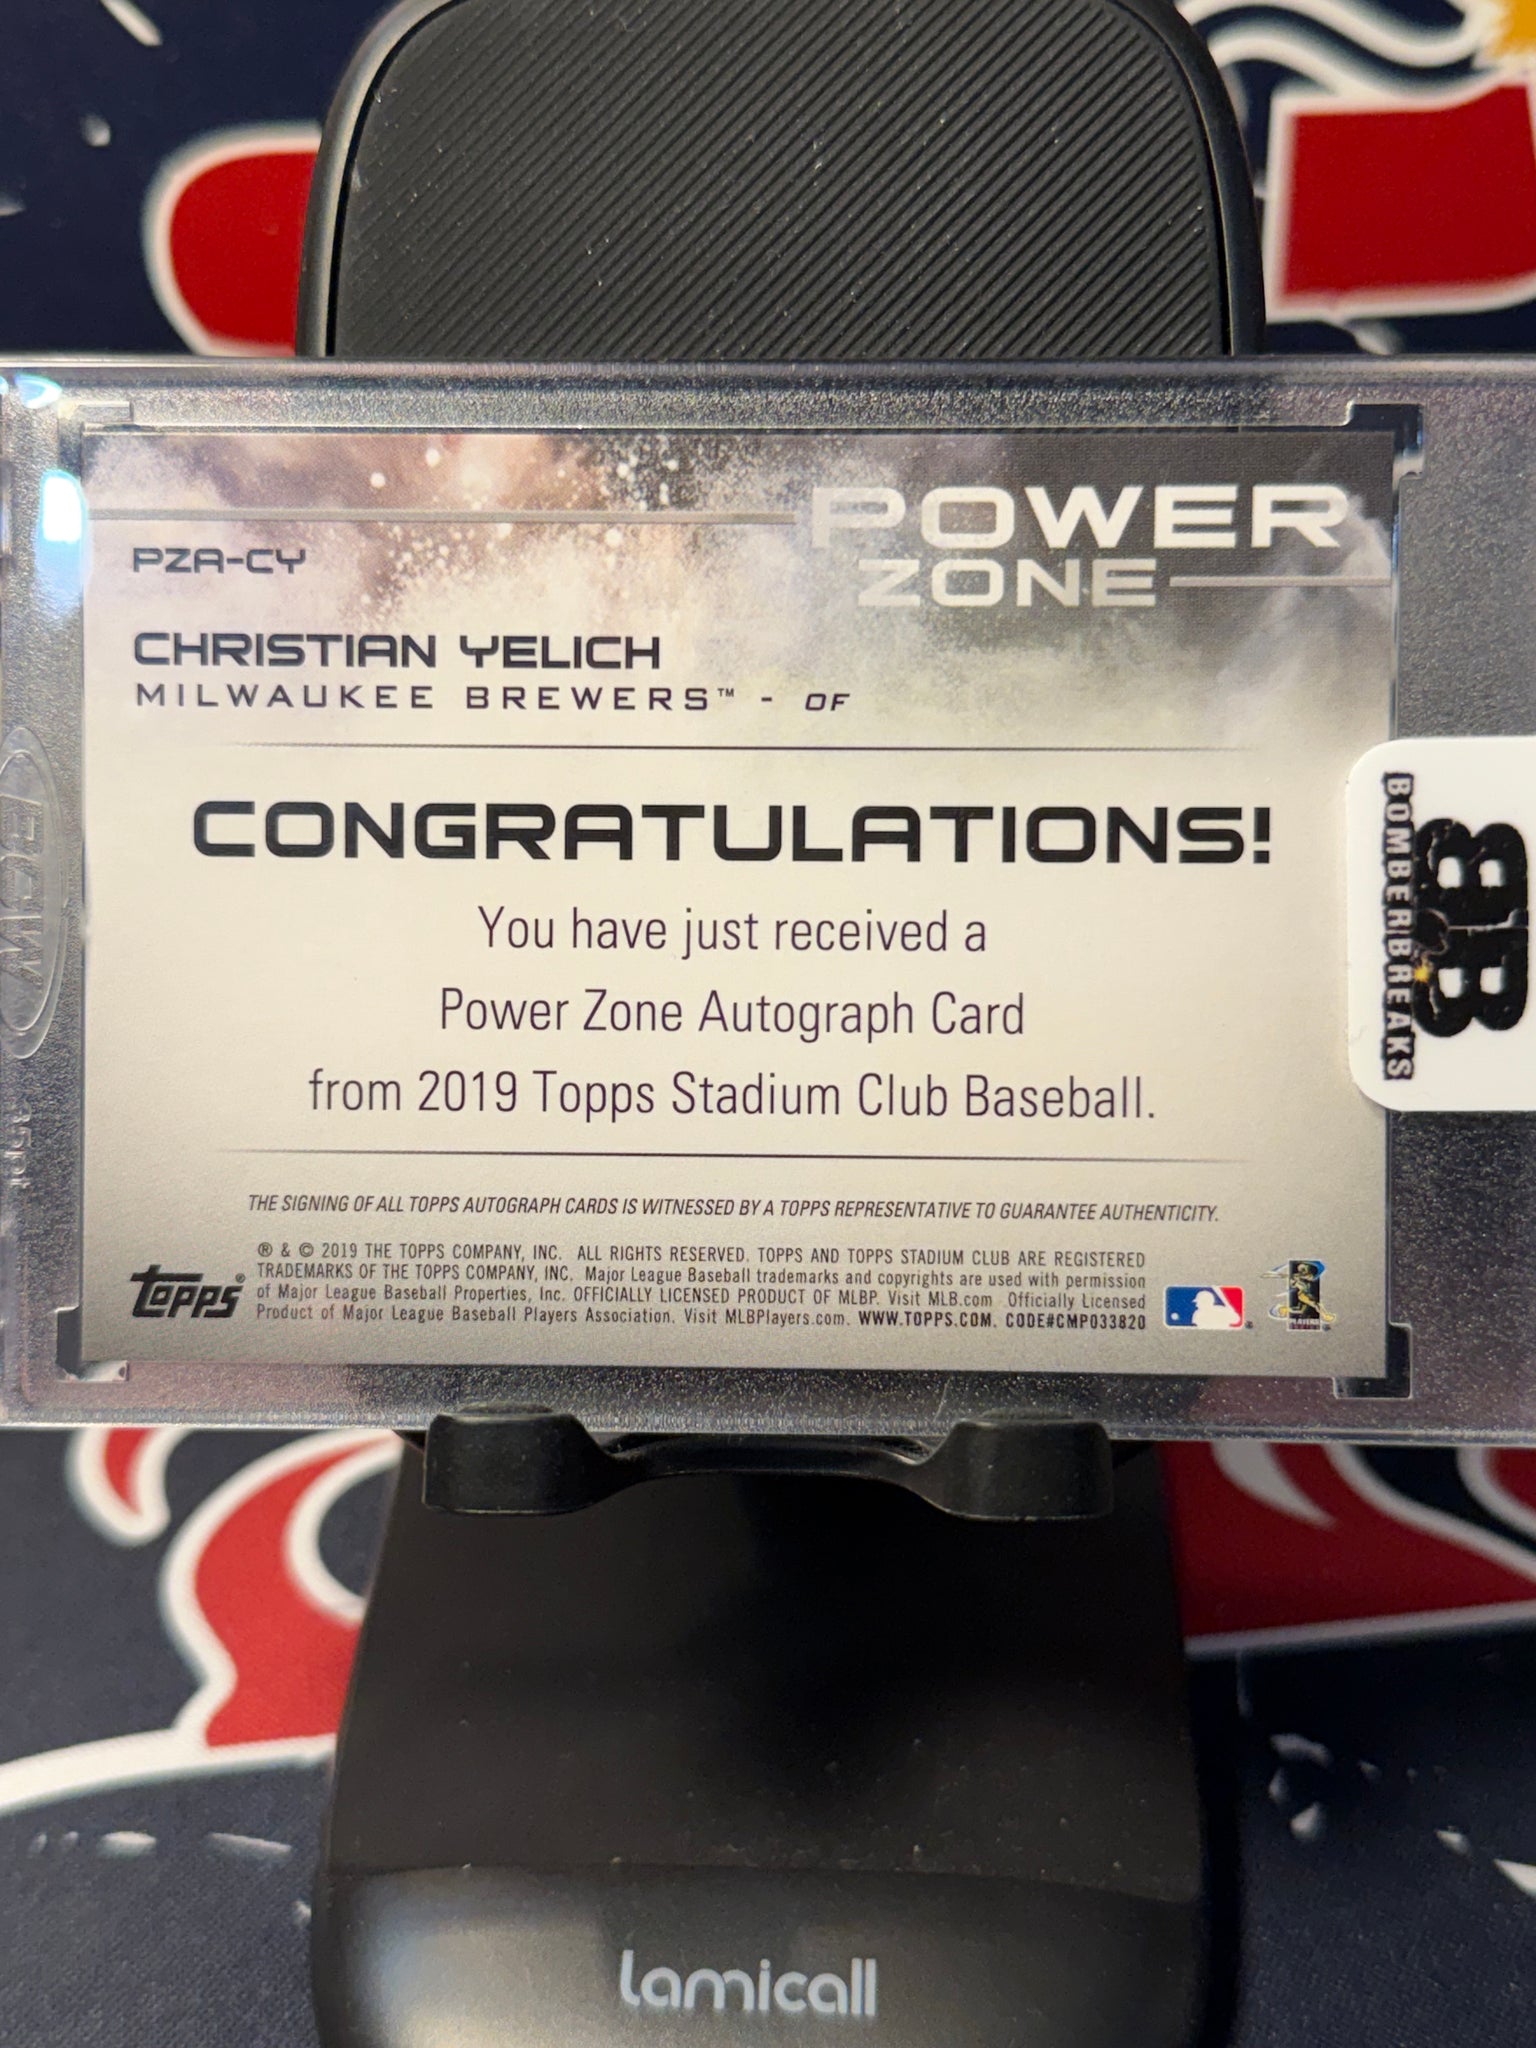 POWER
ZONE
PZA-CY
CHRISTIAN YELICH
MILWAUKEE BREWERS™ - OF
CONGRATULATIONS!
You have just received a
Power Zone Autograph Card
from 2019 Topps Stadium Club Baseball.
THE SIGNING OF ALL TOPPS AUTOGRAPH CARDS IS WITNESSED BY A TOPPS REPRESENTATIVE TO GUARANTEE AUTHENTICITY.
® & © 2019 THE TOPPS COMPANY, INC. ALL RIGHTS RESERVED. TOPPS AND TOPPS STADIUM CLUB ARE REGISTERED
TRADEMARKS OF THE TOPPS COMPANY, INC. Major League Baseball trademarks and copyrights are used with permission
of Major League Baseball Properties, Inc. OFFICIALLY LICENSED PRODUCT OF MLBP. Visit MLB.com Officially Licensed
Product of Major League Baseball Players Association. Visit MLBPlayers.com. WWW.TOPPS.COM. CODE#CMP033820
Topps®
BOMBERBREAKS
BB
35pt
lamicall